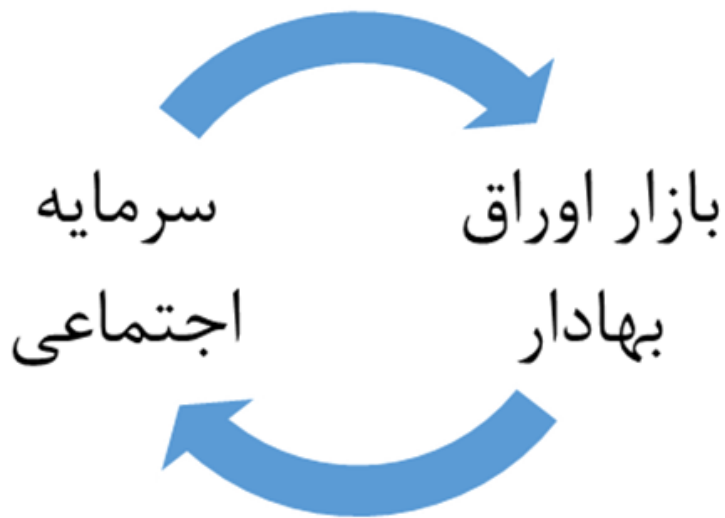 بازار اوراق
بهادار
سرمایه
اجتماعی